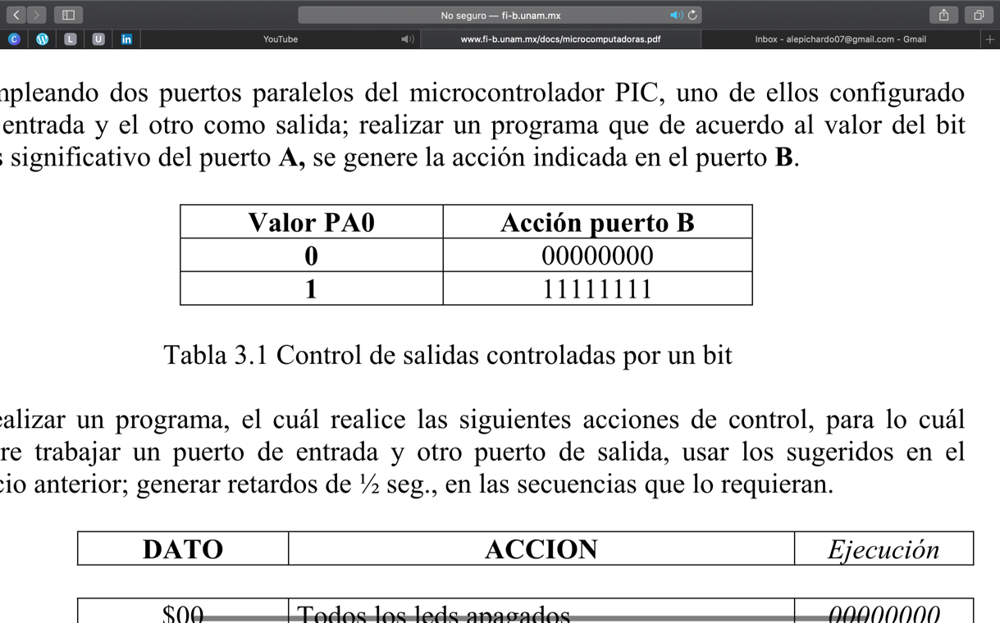 No seguro — fi-b.unam.mx
C L U in YouTube www.fi-b.unam.mx/docs/microcomputadoras.pdf Inbox - alepichardo07@gmail.com - Gmail
mpleando dos puertos paralelos del microcontrolador PIC, uno de ellos configurado
entrada y el otro como salida; realizar un programa que de acuerdo al valor del bit
s significativo del puerto A, se genere la acción indicada en el puerto B.
Valor PA0 Acción puerto B
0 00000000
1 11111111
Tabla 3.1 Control de salidas controladas por un bit
ealizar un programa, el cuál realice las siguientes acciones de control, para lo cuál
re trabajar un puerto de entrada y otro puerto de salida, usar los sugeridos en el
cio anterior; generar retardos de ½ seg., en las secuencias que lo requieran.
DATO ACCION Ejecución
$00 Todos los leds apagados 00000000